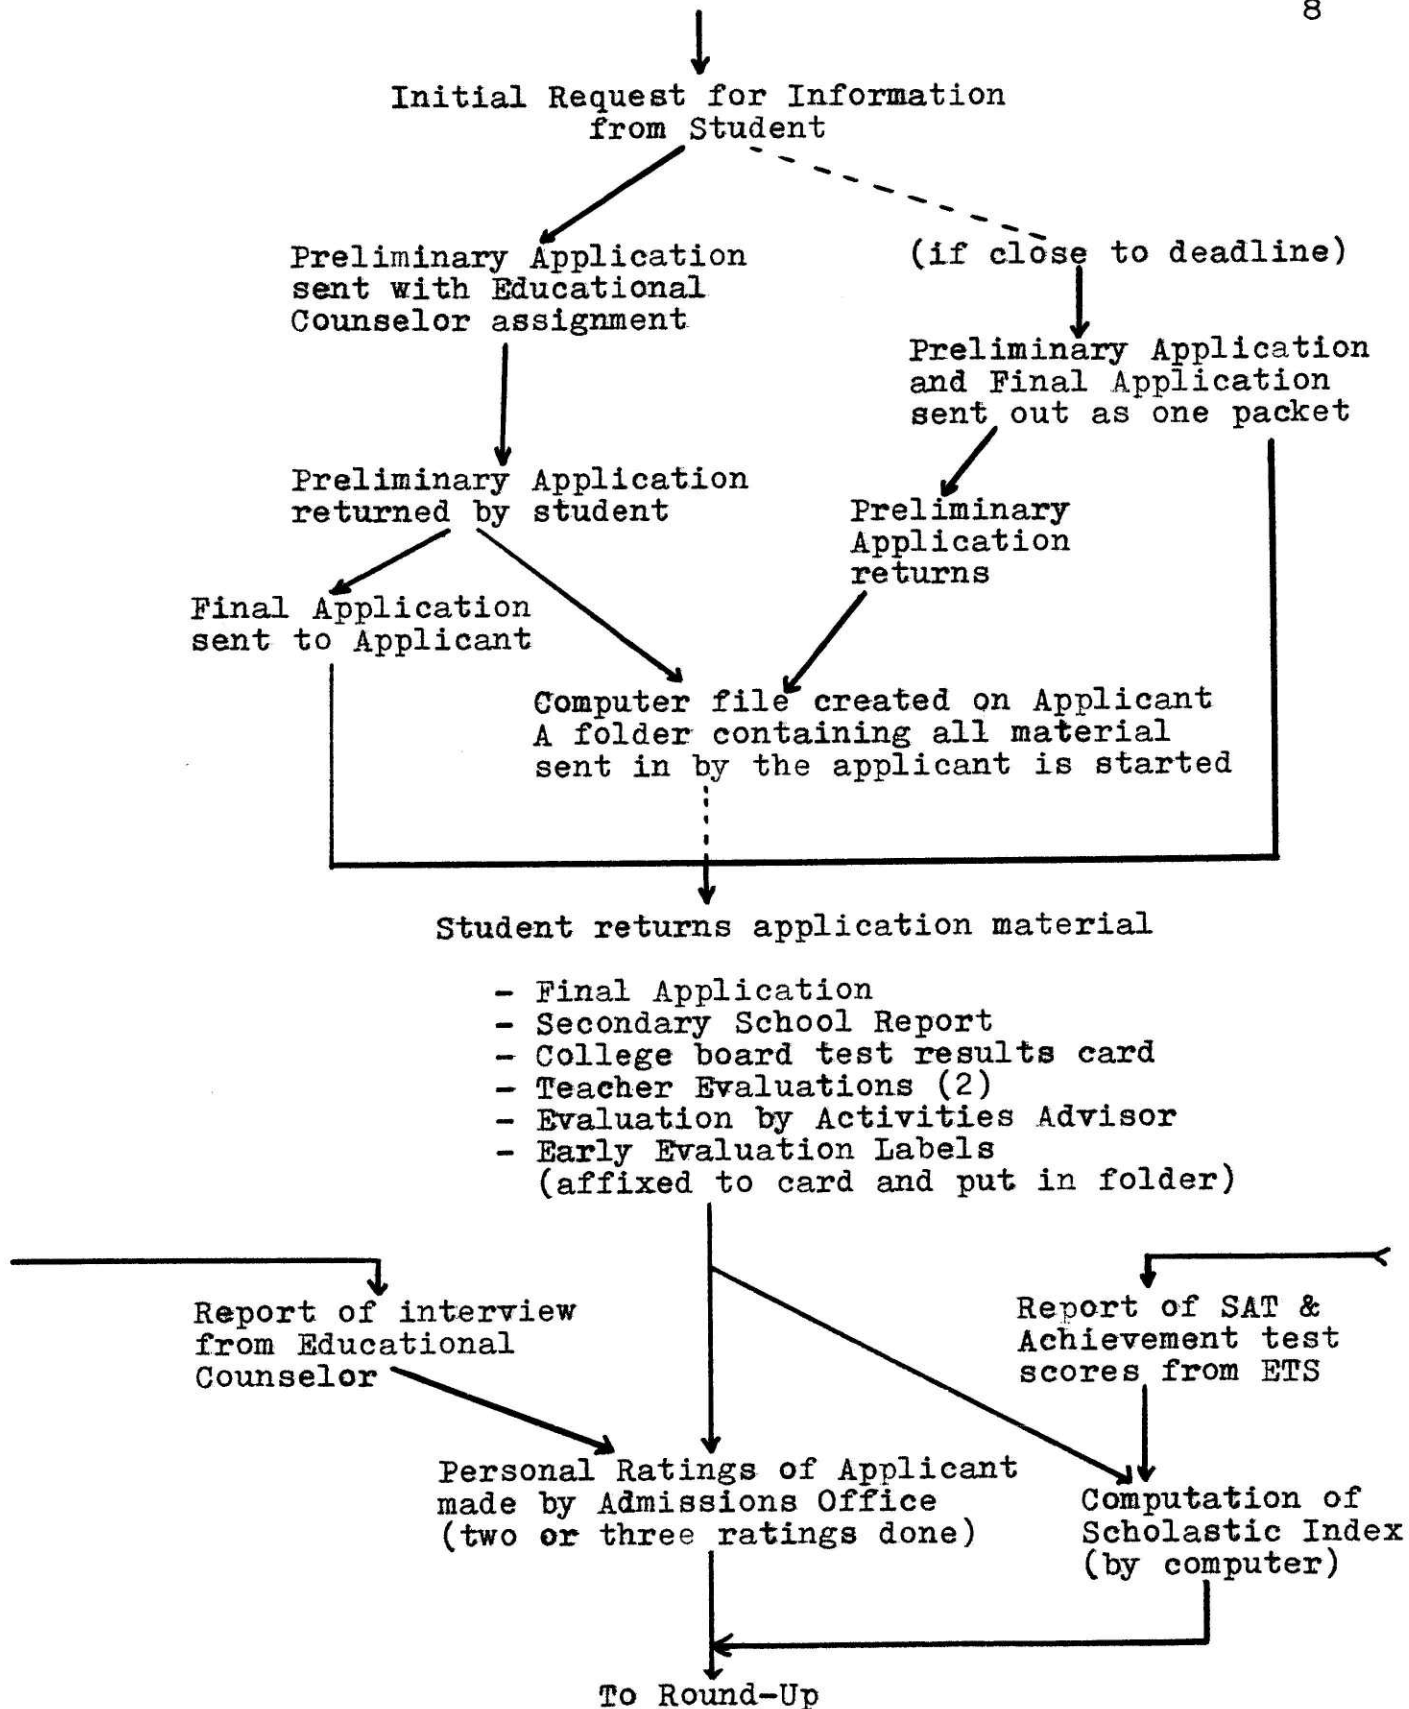 8
Initial Request for Information
from Student
Preliminary Application
sent with Educational
Counselor assignment
(if close to deadline)
Preliminary Application
and Final Application
sent out as one packet
Preliminary Application
returned by student
Preliminary
Application
returns
Final Application
sent to Applicant
Computer file created on Applicant
A folder containing all material
sent in by the applicant is started
Student returns application material
- Final Application
- Secondary School Report
- College board test results card
- Teacher Evaluations (2)
- Evaluation by Activities Advisor
- Early Evaluation Labels
(affixed to card and put in folder)
Report of interview
from Educational
Counselor
Report of SAT &
Achievement test
scores from ETS
Personal Ratings of Applicant
made by Admissions Office
(two or three ratings done)
Computation of
Scholastic Index
(by computer)
To Round-Up